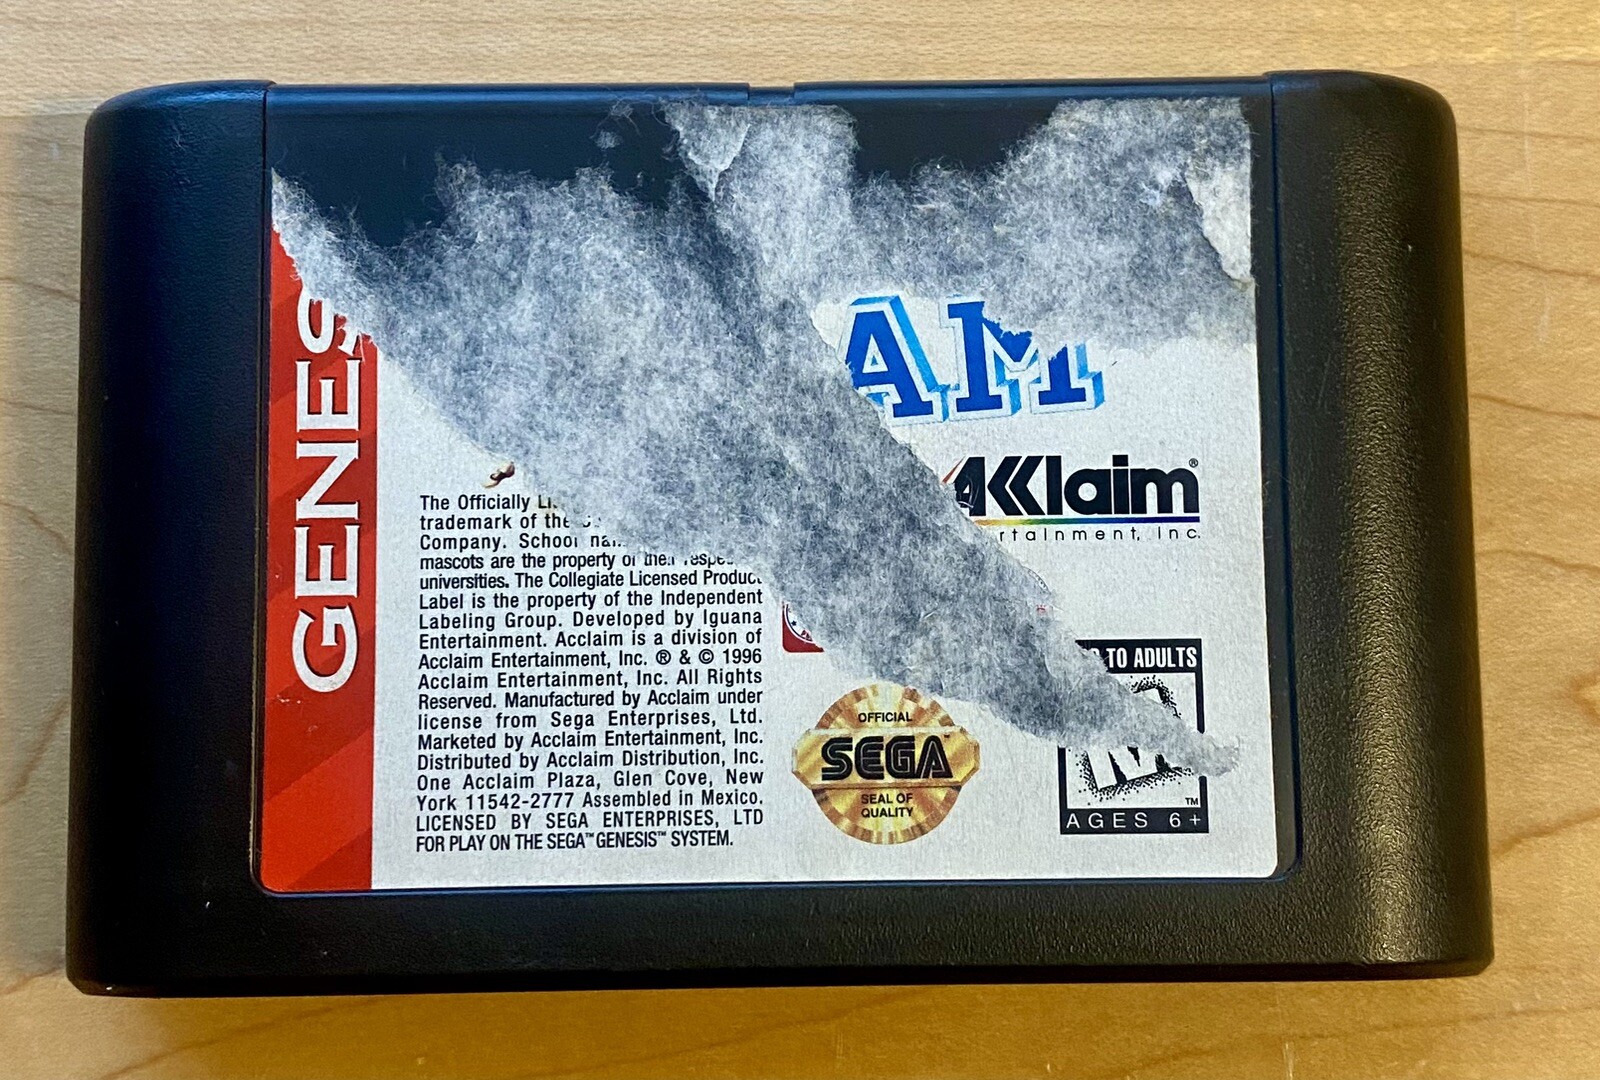 GENES
AM
AKKlaim®
rtainment, Inc.
The Officially
trademark of the
Company. School
mascots are the property of their
universities. The Collegiate Licensed Product
Label is the property of the Independent
Labeling Group. Developed by Iguana
Entertainment. Acclaim is a division of
Acclaim Entertainment, Inc. ® & © 1996
Acclaim Entertainment, Inc. All Rights
Reserved. Manufactured by Acclaim under
license from Sega Enterprises, Ltd.
Marketed by Acclaim Entertainment, Inc.
Distributed by Acclaim Distribution, Inc.
One Acclaim Plaza, Glen Cove, New
York 11542-2777 Assembled in Mexico.
LICENSED BY SEGA ENTERPRISES, LTD
FOR PLAY ON THE SEGA™ GENESIS™ SYSTEM.
OFFICIAL
SEGA™
SEAL OF
QUALITY
TO ADULTS
™
AGES 6+